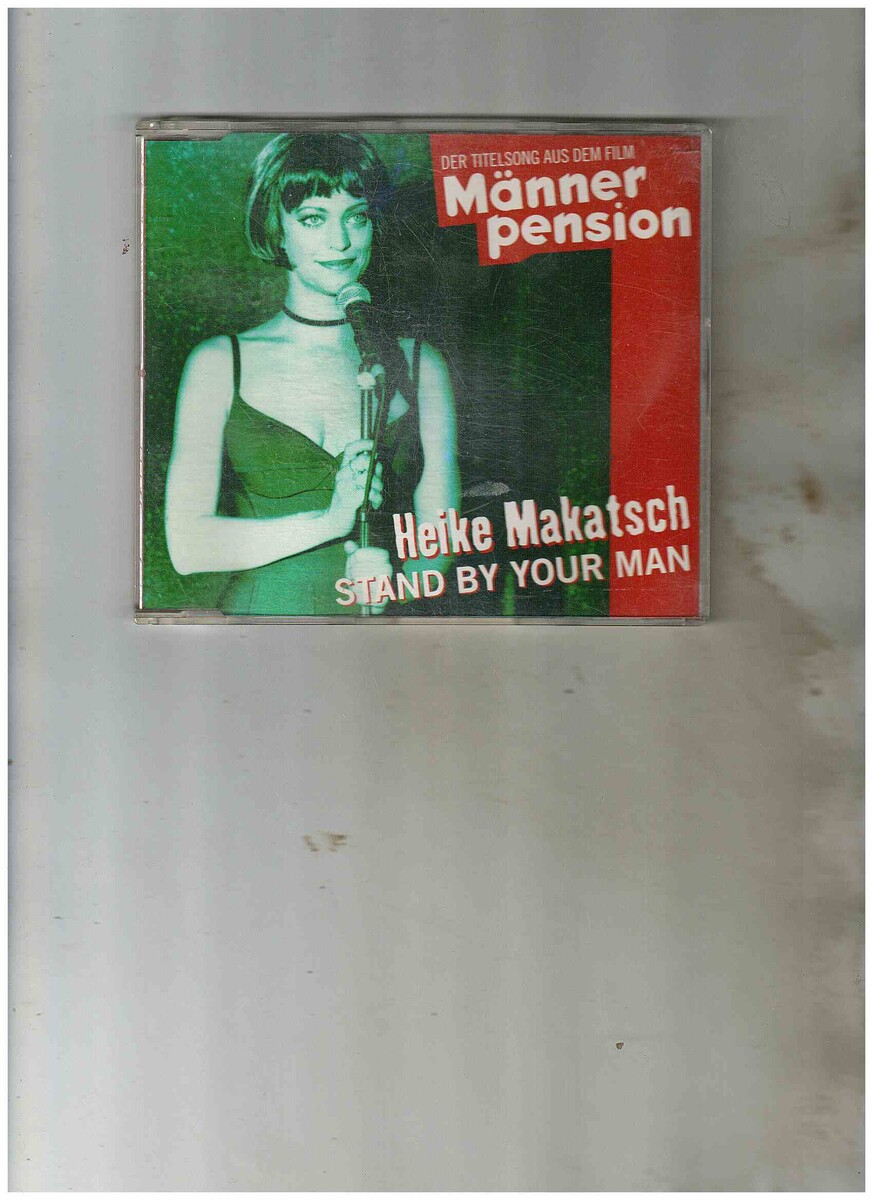 DER TITELSONG AUS DEM FILM
Männer
pension
Heike Makatsch
STAND BY YOUR MAN